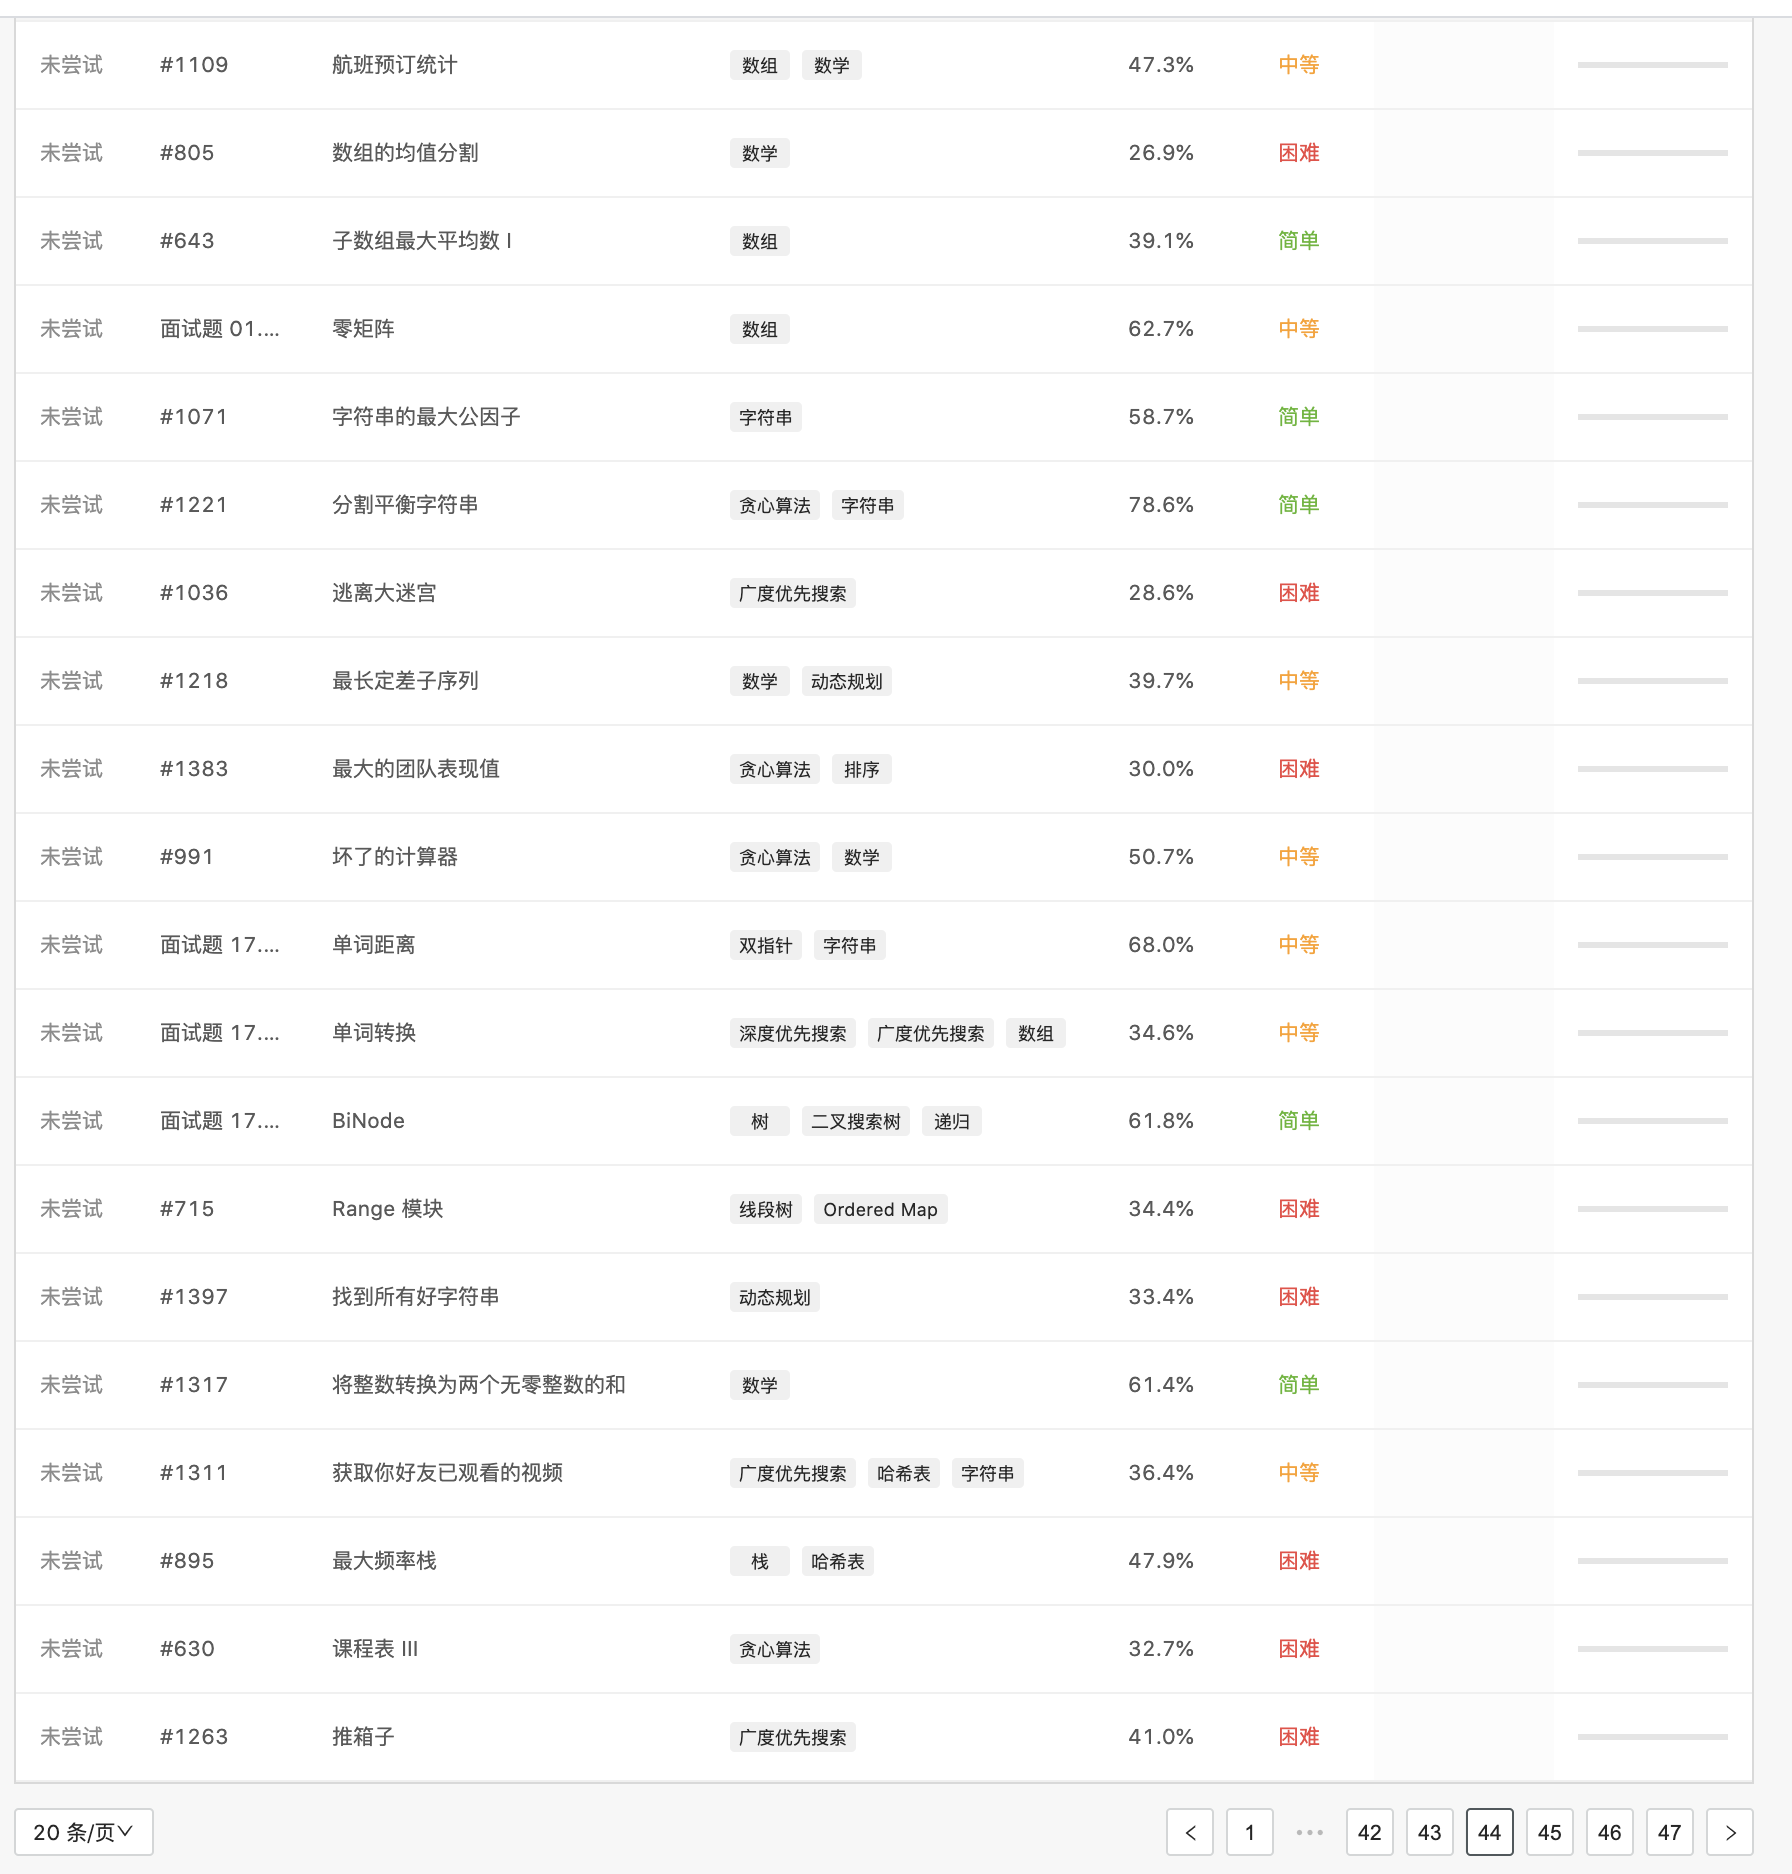 未尝试 #1109 航班预订统计 数组 数学 47.3% 中等
未尝试 #805 数组的均值分割 数学 26.9% 困难
未尝试 #643 子数组最大平均数 I 数组 39.1% 简单
未尝试 面试题 01.... 零矩阵 数组 62.7% 中等
未尝试 #1071 字符串的最大公因子 字符串 58.7% 简单
未尝试 #1221 分割平衡字符串 贪心算法 字符串 78.6% 简单
未尝试 #1036 逃离大迷宫 广度优先搜索 28.6% 困难
未尝试 #1218 最长定差子序列 数学 动态规划 39.7% 中等
未尝试 #1383 最大的团队表现值 贪心算法 排序 30.0% 困难
未尝试 #991 坏了的计算器 贪心算法 数学 50.7% 中等
未尝试 面试题 17.... 单词距离 双指针 字符串 68.0% 中等
未尝试 面试题 17.... 单词转换 深度优先搜索 广度优先搜索 数组 34.6% 中等
未尝试 面试题 17.... BiNode 树 二叉搜索树 递归 61.8% 简单
未尝试 #715 Range 模块 线段树 Ordered Map 34.4% 困难
未尝试 #1397 找到所有好字符串 动态规划 33.4% 困难
未尝试 #1317 将整数转换为两个无零整数的和 数学 61.4% 简单
未尝试 #1311 获取你好友已观看的视频 广度优先搜索 哈希表 字符串 36.4% 中等
未尝试 #895 最大频率栈 栈 哈希表 47.9% 困难
未尝试 #630 课程表 III 贪心算法 32.7% 困难
未尝试 #1263 推箱子 广度优先搜索 41.0% 困难
20 条/页 < 1 ••• 42 43 44 45 46 47 >